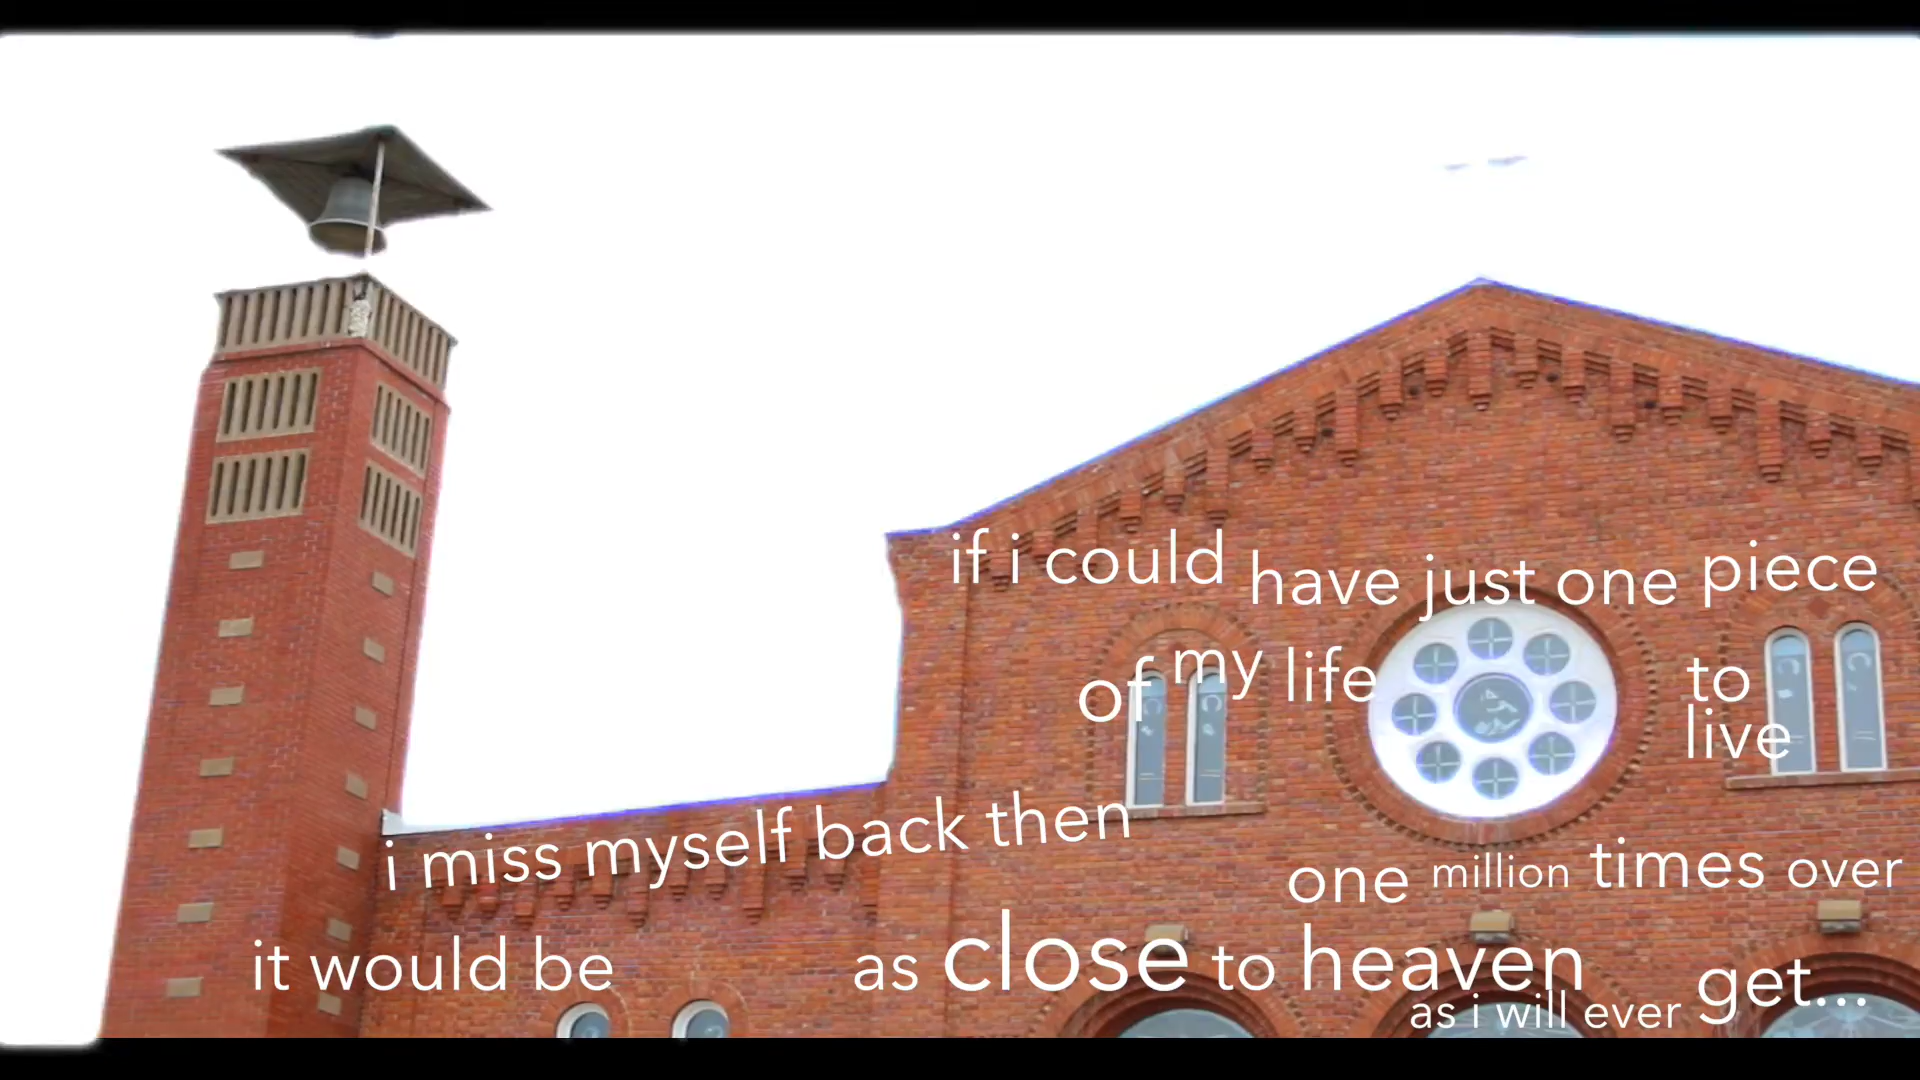 if i could have just one piece
of my life to
live
i miss myself back then
one million times over
it would be as close to heaven
as i will ever get...